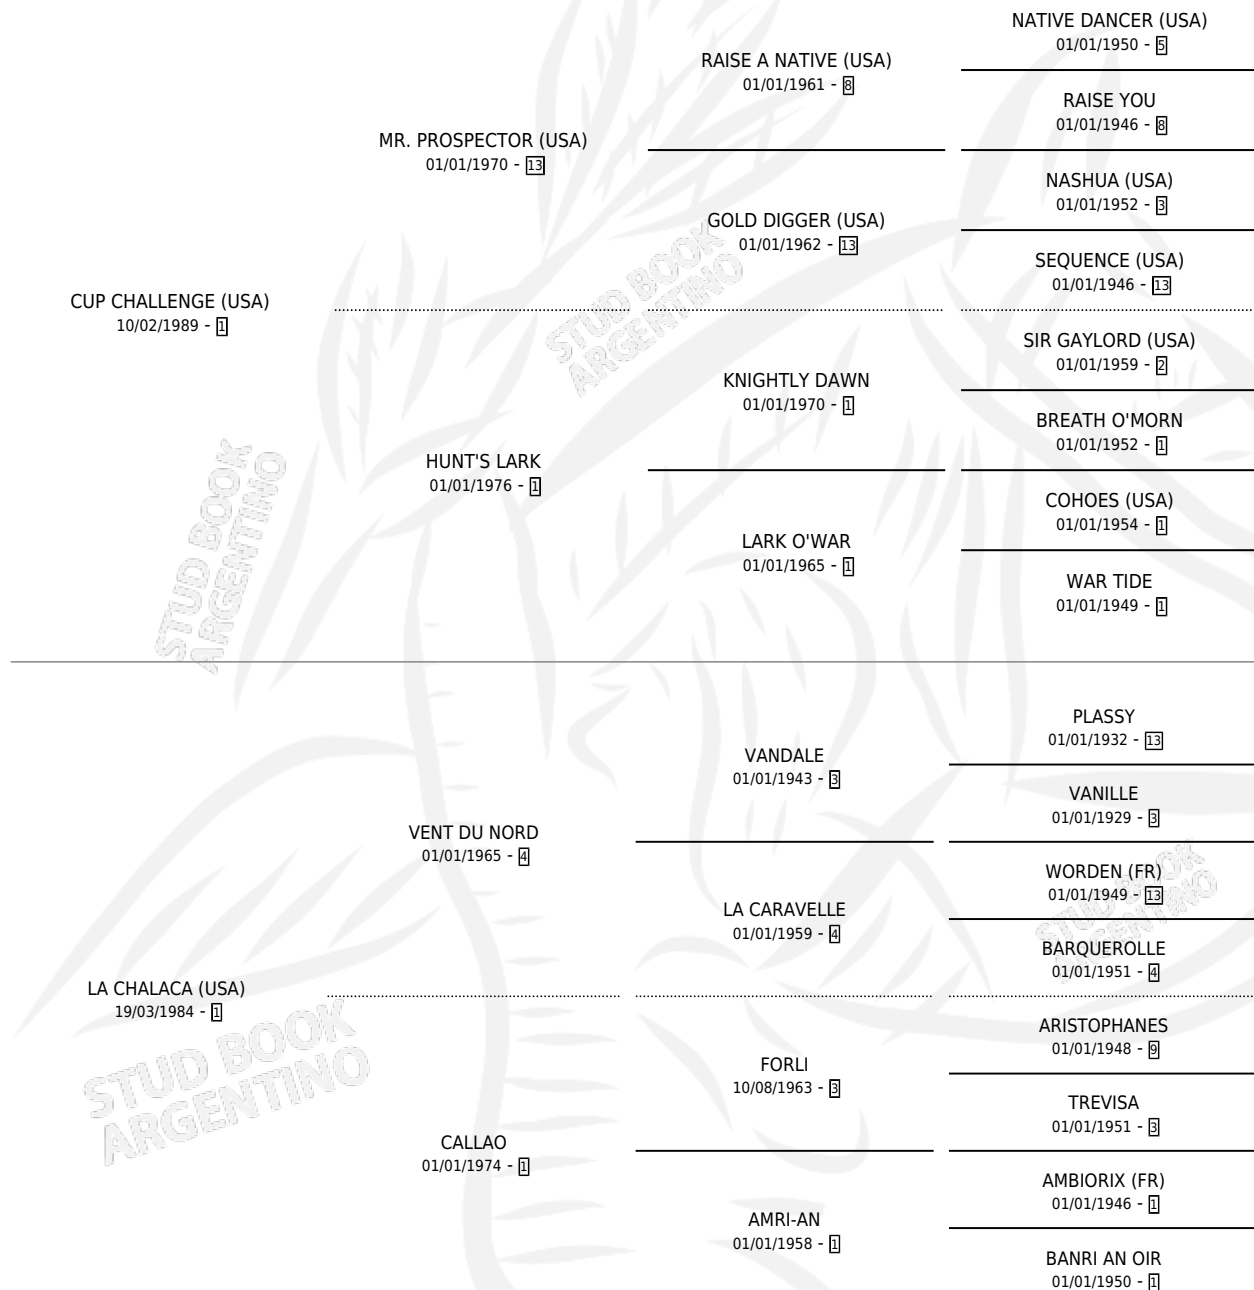 NATIVE DANCER (USA)
01/01/1950 - 5
RAISE A NATIVE (USA)
01/01/1961 - 8
RAISE YOU
01/01/1946 - 8
MR. PROSPECTOR (USA)
01/01/1970 - 13
NASHUA (USA)
01/01/1952 - 3
GOLD DIGGER (USA)
01/01/1962 - 13
SEQUENCE (USA)
01/01/1946 - 13
CUP CHALLENGE (USA)
10/02/1989 - 1
STUD BOOK
ARGENTINO
SIR GAYLORD (USA)
01/01/1959 - 2
KNIGHTLY DAWN
01/01/1970 - 1
BREATH O'MORN
01/01/1952 - 1
HUNT'S LARK
01/01/1976 - 1
COHOES (USA)
01/01/1954 - 1
LARK O'WAR
01/01/1965 - 1
WAR TIDE
01/01/1949 - 1
STUD BOOK
ARGENTINO
PLASSY
01/01/1932 - 13
VANDALE
01/01/1943 - 3
VANILLE
01/01/1929 - 3
VENT DU NORD
01/01/1965 - 4
WORDEN (FR)
01/01/1949 - 13
LA CARAVELLE
01/01/1959 - 4
STUD BOOK
ARGENTINO
BARQUEROLLE
01/01/1951 - 4
LA CHALACA (USA)
19/03/1984 - 1
STUD BOOK
ARGENTINO
ARISTOPHANES
01/01/1948 - 9
FORLI
10/08/1963 - 3
TREVISA
01/01/1951 - 3
CALLAO
01/01/1974 - 1
AMBIORIX (FR)
01/01/1946 - 1
AMRI-AN
01/01/1958 - 1
BANRI AN OIR
01/01/1950 - 1